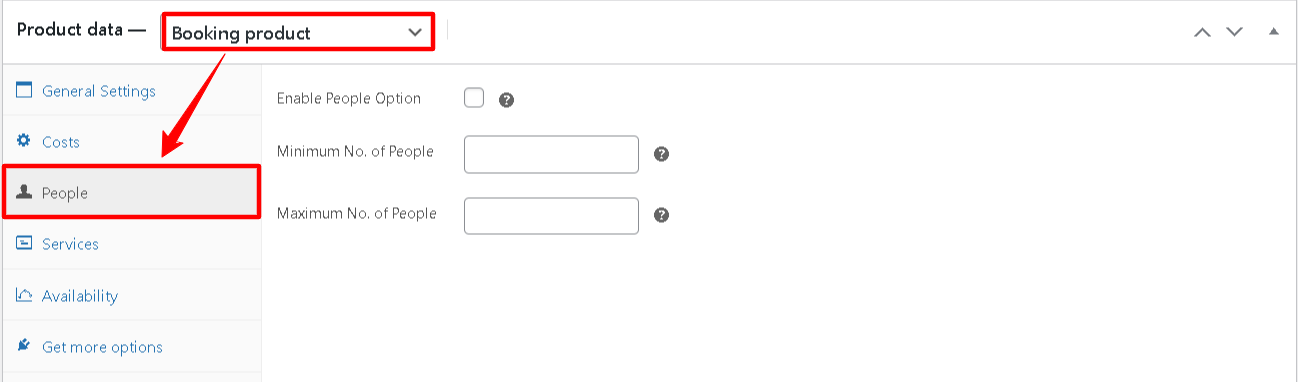 Product data — Booking product
General Settings
Costs
People
Services
Availability
Get more options
Enable People Option ?
Minimum No. of People ?
Maximum No. of People ?